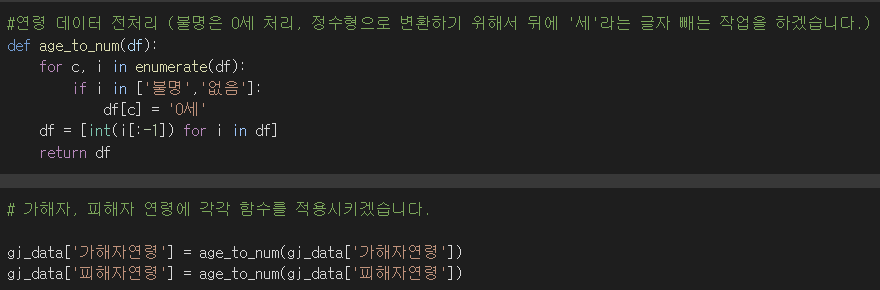 #연령 데이터 전처리 (불명은 0세 처리, 정수형으로 변환하기 위해서 뒤에 '세'라는 글자 빼는 작업을 하겠습니다.)
def age_to_num(df):
    for c, i in enumerate(df):
        if i in ['불명','없음']:
            df[c] = '0세'
    df = [int(i[:-1]) for i in df]
    return df
# 가해자, 피해자 연령에 각각 함수를 적용시키겠습니다.
gj_data['가해자연령'] = age_to_num(gj_data['가해자연령'])
gj_data['피해자연령'] = age_to_num(gj_data['피해자연령'])